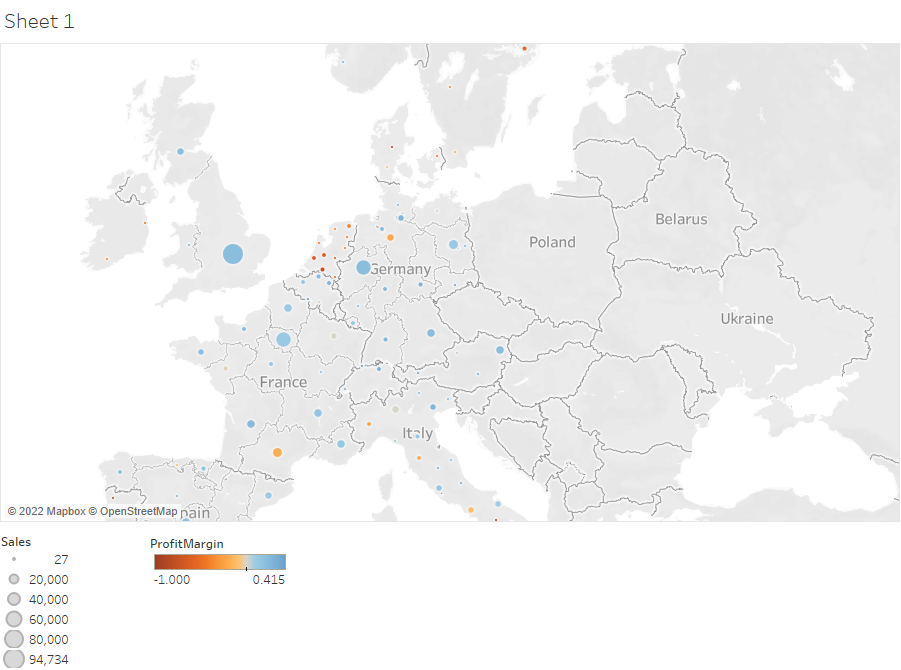 Sheet 1
Belarus
Poland
Germany
Ukraine
France
Italy
pain
© 2022 Mapbox © OpenStreetMap
Sales
27
20,000
40,000
60,000
80,000
94,734
ProfitMargin
-1.000
0.415